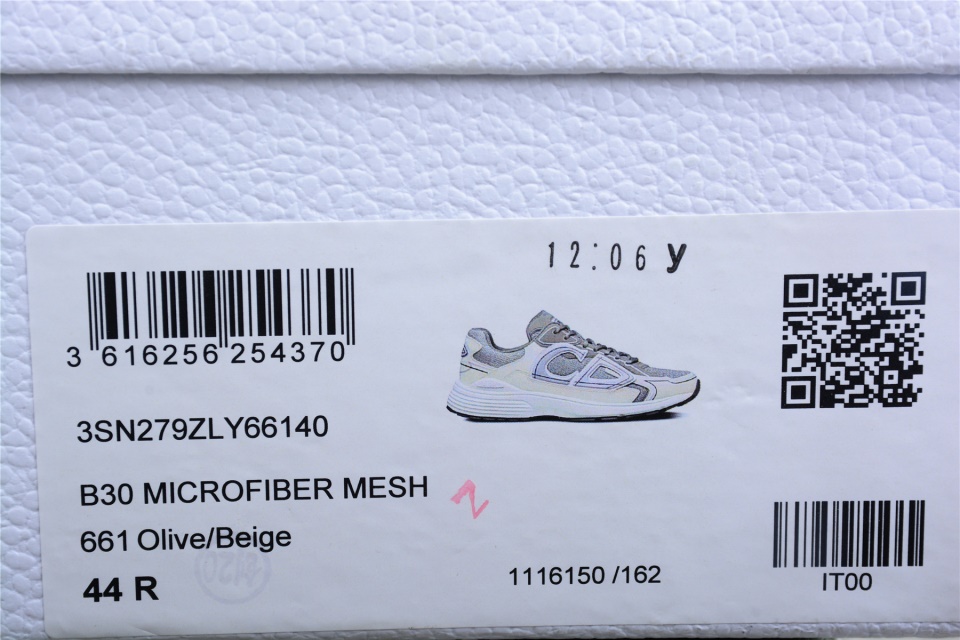 12:06 y
3 616256 254370
3SN279ZLY66140
B30 MICROFIBER MESH
N
661 Olive/Beige
44 R
1116150 /162
IT00